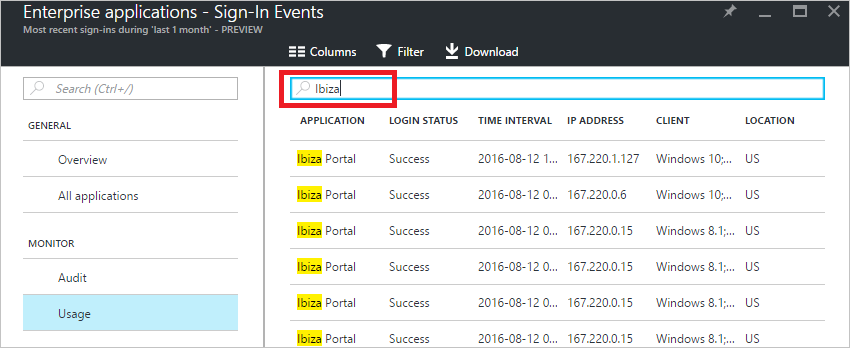 Enterprise applications - Sign-In Events
Most recent sign-ins during 'last 1 month' - PREVIEW
Columns Filter Download
Search (Ctrl+/)
GENERAL
Overview
All applications
MONITOR
Audit
Usage
Ibiza
APPLICATION LOGIN STATUS TIME INTERVAL IP ADDRESS CLIENT LOCATION
Ibiza Portal Success 2016-08-12 1... 167.220.1.127 Windows 10;... US
Ibiza Portal Success 2016-08-12 0... 167.220.0.6 Windows 10;... US
Ibiza Portal Success 2016-08-12 0... 167.220.0.15 Windows 8.1;... US
Ibiza Portal Success 2016-08-12 0... 167.220.0.15 Windows 8.1;... US
Ibiza Portal Success 2016-08-12 0... 167.220.0.15 Windows 8.1;... US
Ibiza Portal Success 2016-08-12 0... 167.220.0.15 Windows 8.1;... US